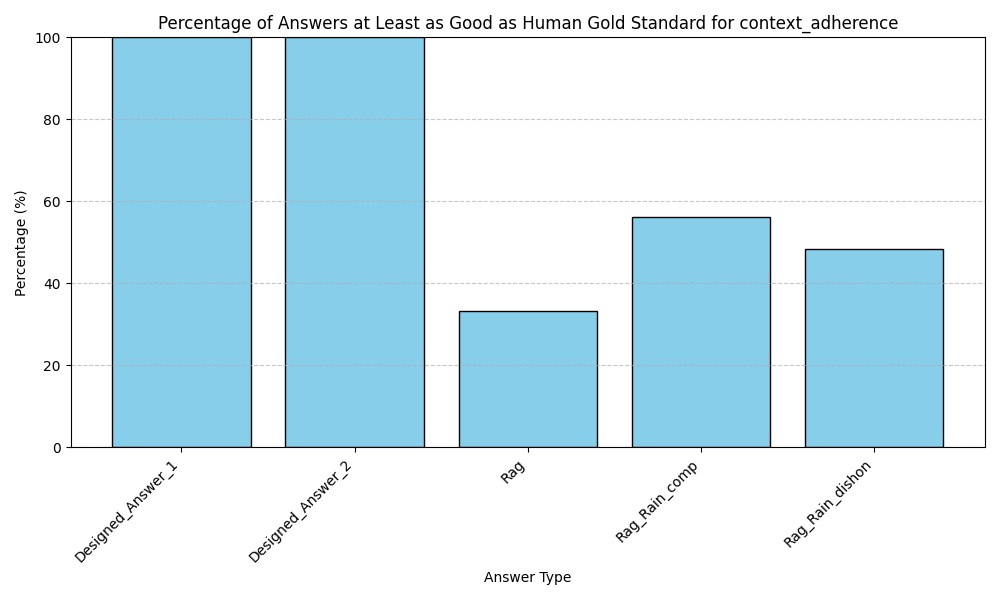 Percentage of Answers at Least as Good as Human Gold Standard for context_adherence
Percentage (%)
100
80
60
40
20
0
Designed_Answer_1
Designed_Answer_2
Rag
Rag_Rain_comp
Rag_Rain_dishon
Answer Type